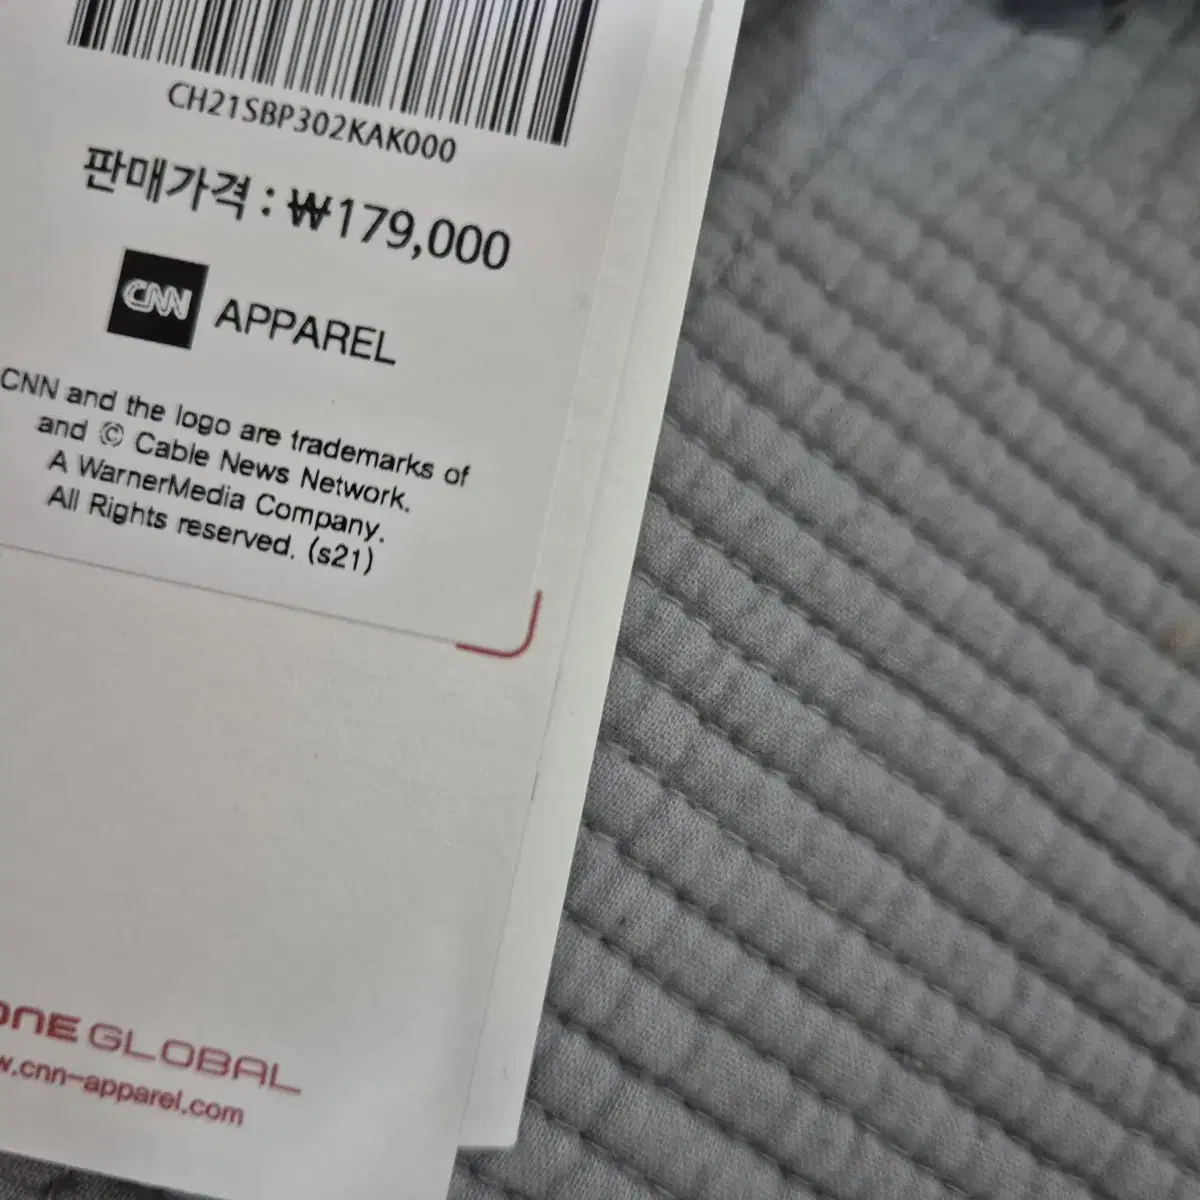 CH21SBP302KAK000
판매가격 : ₩179,000
CNN APPAREL
CNN and the logo are trademarks of
and © Cable News Network.
A WarnerMedia Company.
All Rights reserved. (s21)
ONE GLOBAL
w.cnn-apparel.com